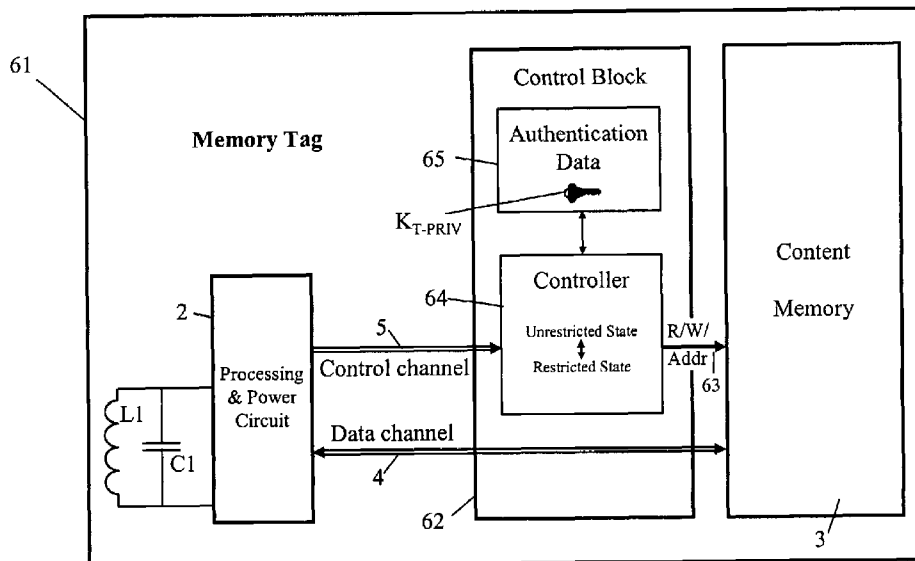 61
Memory Tag
Control Block
65
Authentication
Data
K_T-PRIV
2
5
Control channel
Processing
& Power
Circuit
L1
C1
Data channel
4
64
Controller
Unrestricted State
Restricted State
R/W/
Addr
63
62
Content
Memory
3